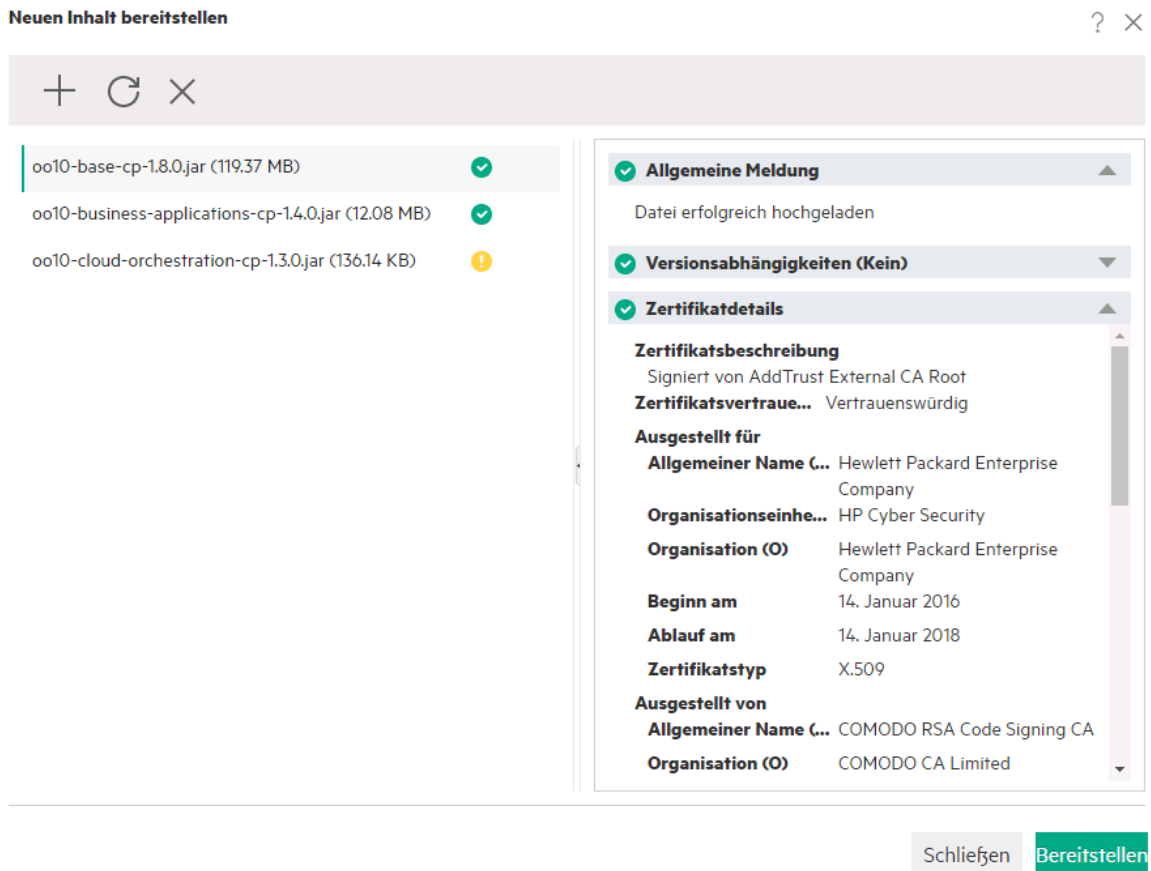 Neuen Inhalt bereitstellen
oo10-base-cp-1.8.0.jar (119.37 MB)
oo10-business-applications-cp-1.4.0.jar (12.08 MB)
oo10-cloud-orchestration-cp-1.3.0.jar (136.14 KB)
Allgemeine Meldung
Datei erfolgreich hochgeladen
Versionsabhängigkeiten (Kein)
Zertifikatdetails
Zertifikatsbeschreibung
Signiert von AddTrust External CA Root
Zertifikatsvertraue... Vertrauenswürdig
Ausgestellt für
Allgemeiner Name (... Hewlett Packard Enterprise
Company
Organisationseinhe... HP Cyber Security
Organisation (O) Hewlett Packard Enterprise
Company
Beginn am 14. Januar 2016
Ablauf am 14. Januar 2018
Zertifikatstyp X.509
Ausgestellt von
Allgemeiner Name (... COMODO RSA Code Signing CA
Organisation (O) COMODO CA Limited
Schließen Bereitstellen